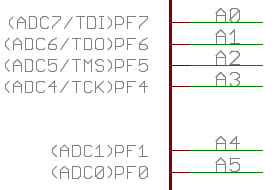 (ADC7/TDI)PF7 A0
(ADC6/TDO)PF6 A1
(ADC5/TMS)PF5 A2
(ADC4/TCK)PF4 A3
(ADC1)PF1 A4
(ADC0)PF0 A5